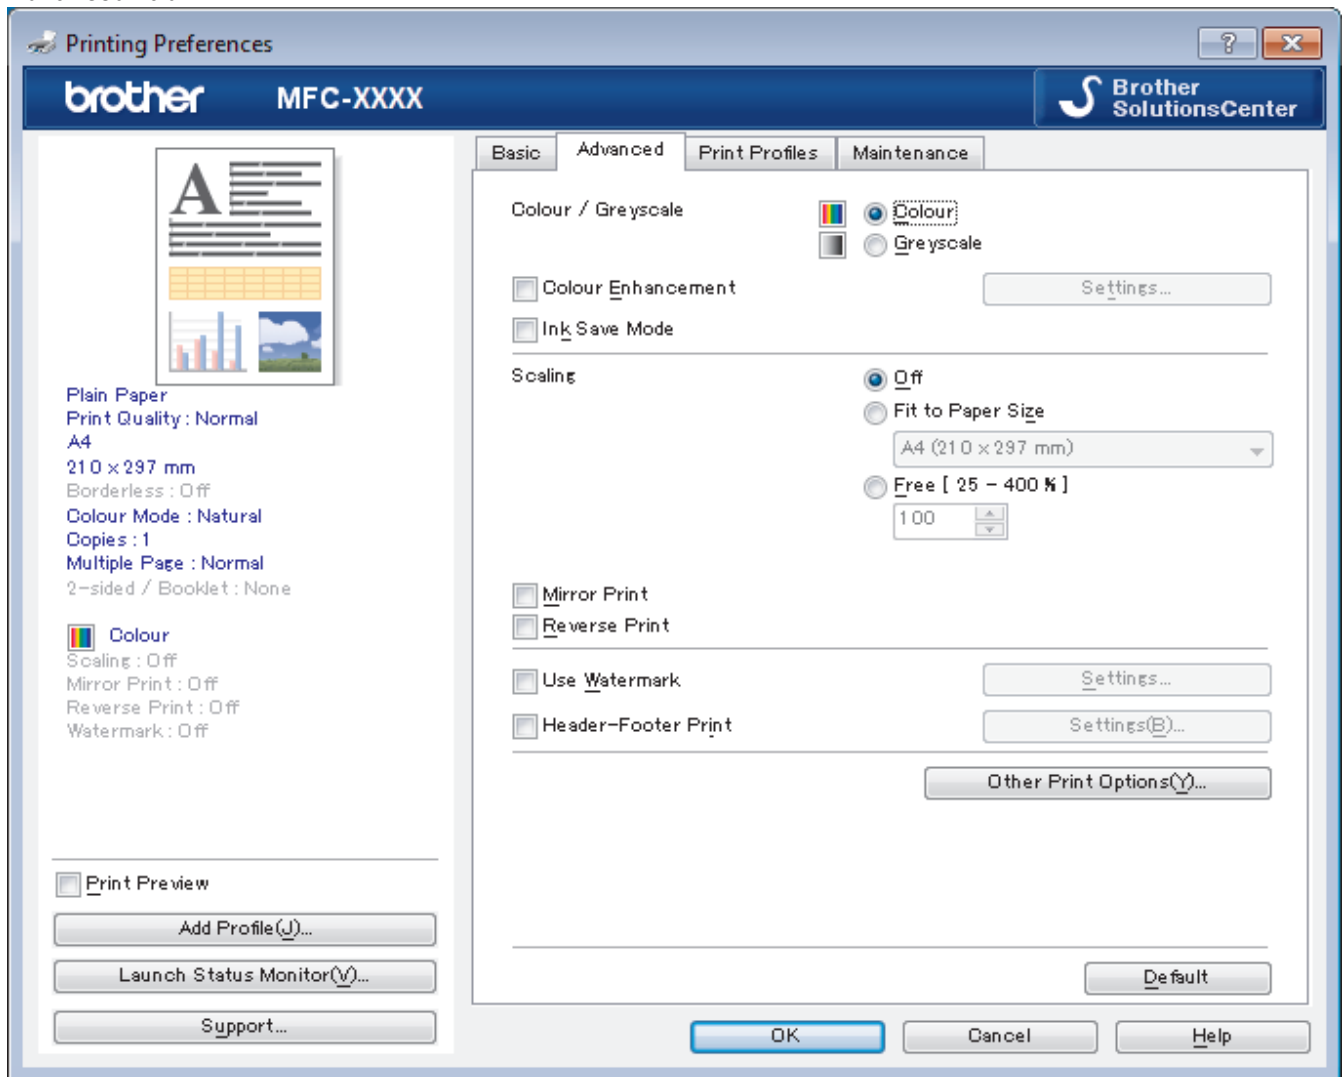 Printing Preferences
brother MFC-XXXX
Brother
SolutionsCenter
A
Plain Paper
Print Quality : Normal
A4
210 x 297 mm
Borderless : Off
Colour Mode : Natural
Copies : 1
Multiple Page : Normal
2-sided / Booklet : None
Colour
Scaling : Off
Mirror Print : Off
Reverse Print : Off
Watermark : Off
Print Preview
Add Profile(J)...
Launch Status Monitor(V)...
Support...
Basic Advanced Print Profiles Maintenance
Colour / Greyscale
Colour
Greyscale
Colour Enhancement Settings...
Ink Save Mode
Scaling
Off
Fit to Paper Size
A4 (210 x 297 mm)
Free [ 25 - 400 % ]
100
Mirror Print
Reverse Print
Use Watermark Settings...
Header-Footer Print Settings(B)...
Other Print Options(Y)...
Default
OK Cancel Help